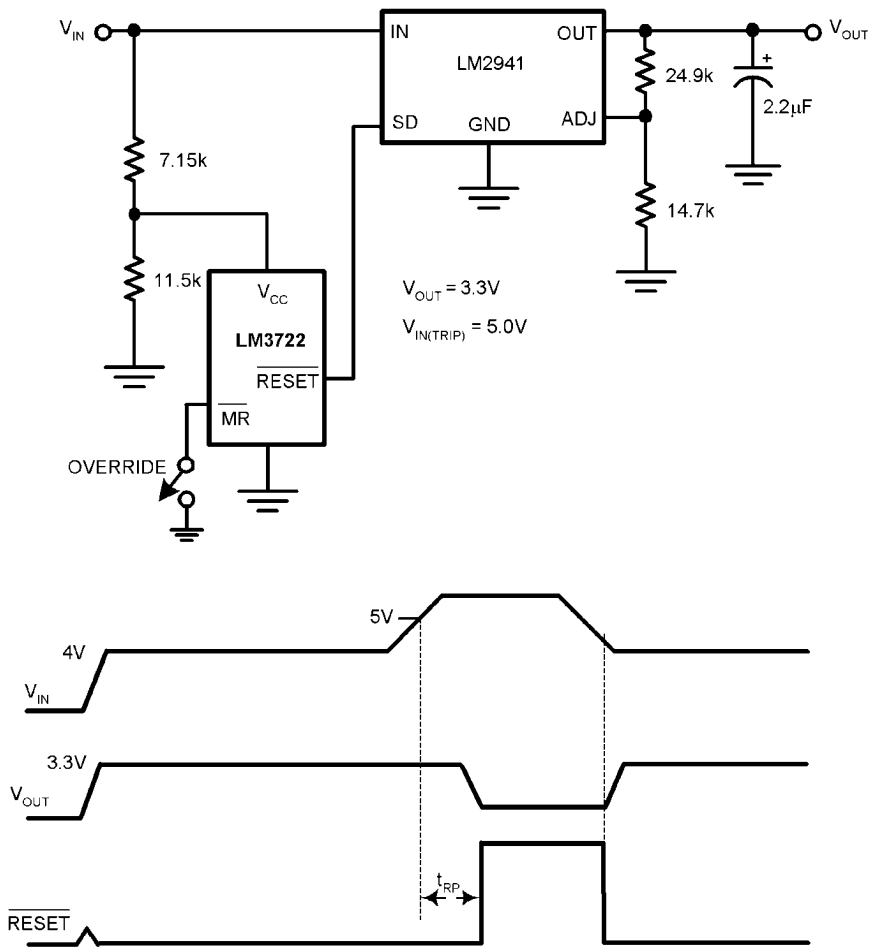 V_IN
IN
OUT
V_OUT
LM2941
24.9k
SD
GND
ADJ
+
2.2µF
7.15k
14.7k
11.5k
V_CC
LM3722
RESET
MR
V_OUT = 3.3V
V_IN(TRIP) = 5.0V
OVERRIDE
5V
4V
V_IN
3.3V
V_OUT
t_RP
RESET